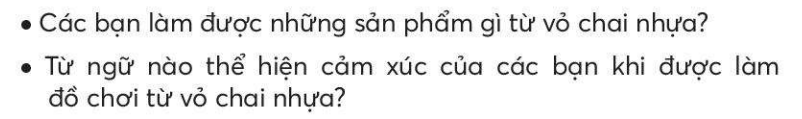 • Các bạn làm được những sản phẩm gì từ vỏ chai nhựa?
• Từ ngữ nào thể hiện cảm xúc của các bạn khi được làm
đồ chơi từ vỏ chai nhựa?